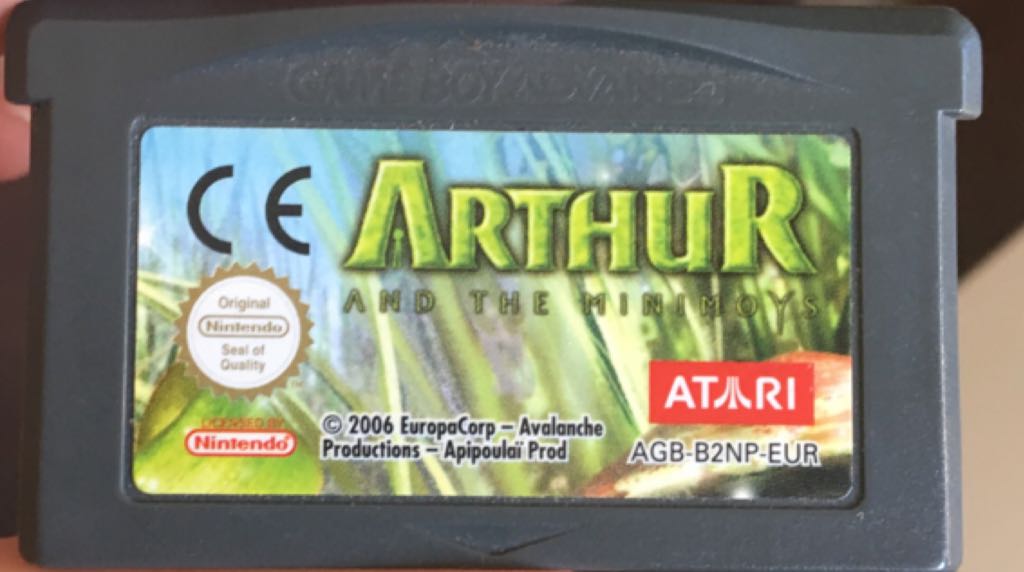 GAME BOY ADVANCE
CE
ARTHUR
AND THE MINIMOYS
Original
Nintendo
Seal of
Quality
ATARI
LICENSED BY
Nintendo
© 2006 EuropaCorp – Avalanche
Productions – Apipoulaï Prod
AGB-B2NP-EUR